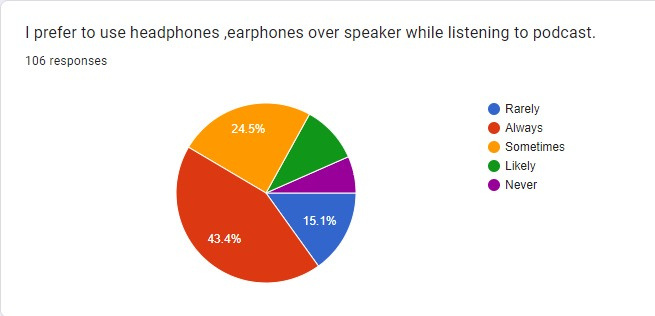 I prefer to use headphones ,earphones over speaker while listening to podcast.
106 responses
24.5%
15.1%
43.4%
Rarely
Always
Sometimes
Likely
Never